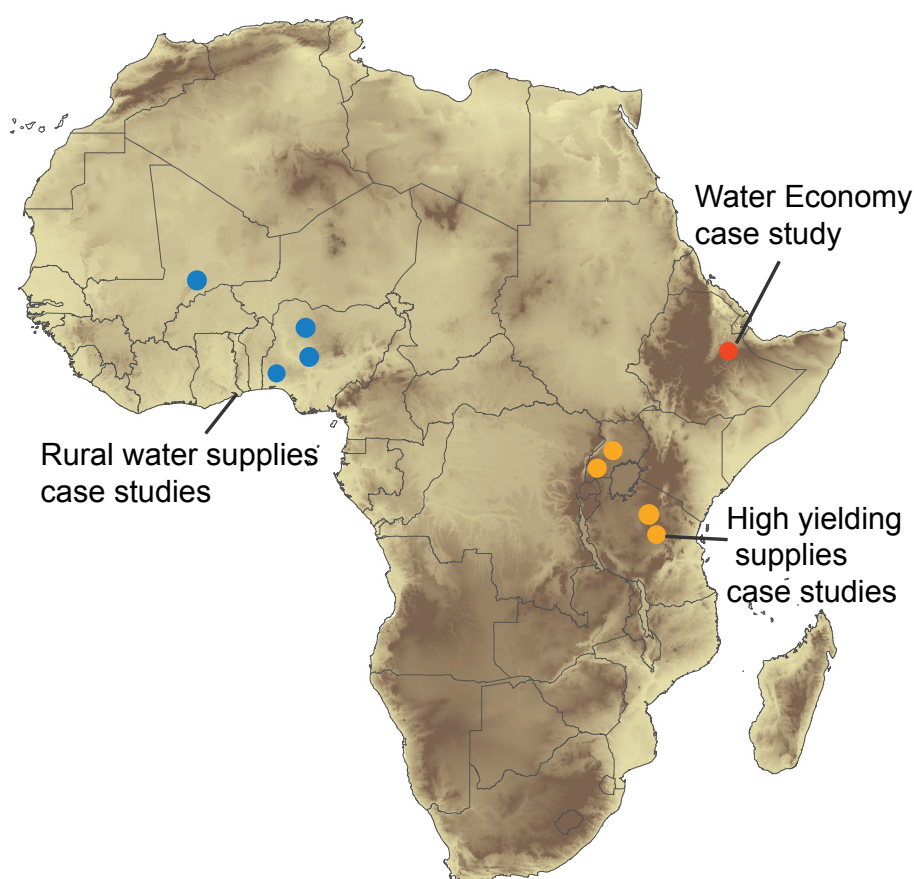 Water Economy
case study
Rural water supplies
case studies
High yielding
supplies
case studies